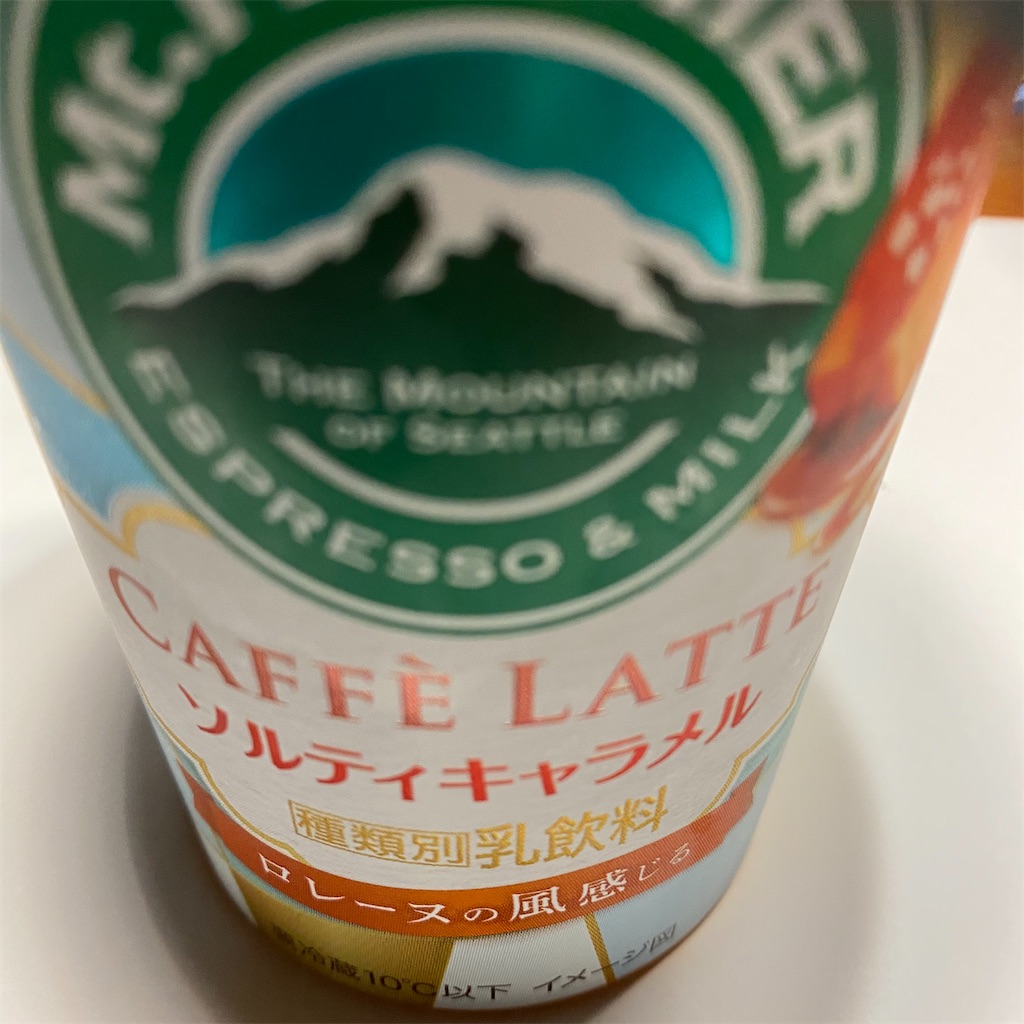 THE MOUNTAIN
OF SEATTLE
ESPRESSO & MILK
CAFFÈ LATTE
ソルティキャラメル
種類別 乳飲料
ロレーヌの風感じる
要冷蔵10℃以下 イメージ図